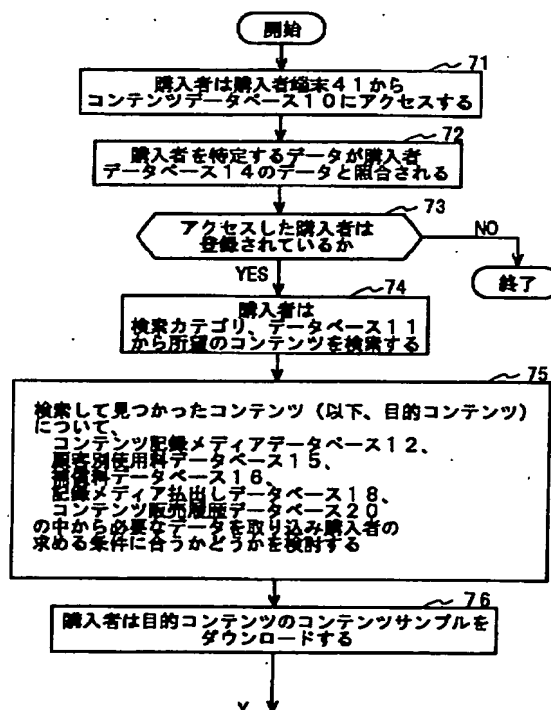 開始
71
購入者は購入者端末41から
コンテンツデータベース10にアクセスする
72
購入者を特定するデータが購入者
データベース14のデータと照合される
73
アクセスした購入者は
登録されているか
NO
YES
終了
74
購入者は
検索カテゴリ、データベース11
から所望のコンテンツを検索する
75
検索して見つかったコンテンツ(以下、目的コンテンツ)
について、
コンテンツ記録メディアデータベース12、
顧客別使用料データベース15、
補償料データベース16、
記録メディア払出しデータベース18、
コンテンツ販売履歴データベース20
の中から必要なデータを取り込み購入者の
求める条件に合うかどうかを検討する
76
購入者は目的コンテンツのコンテンツサンプルを
ダウンロードする
Y